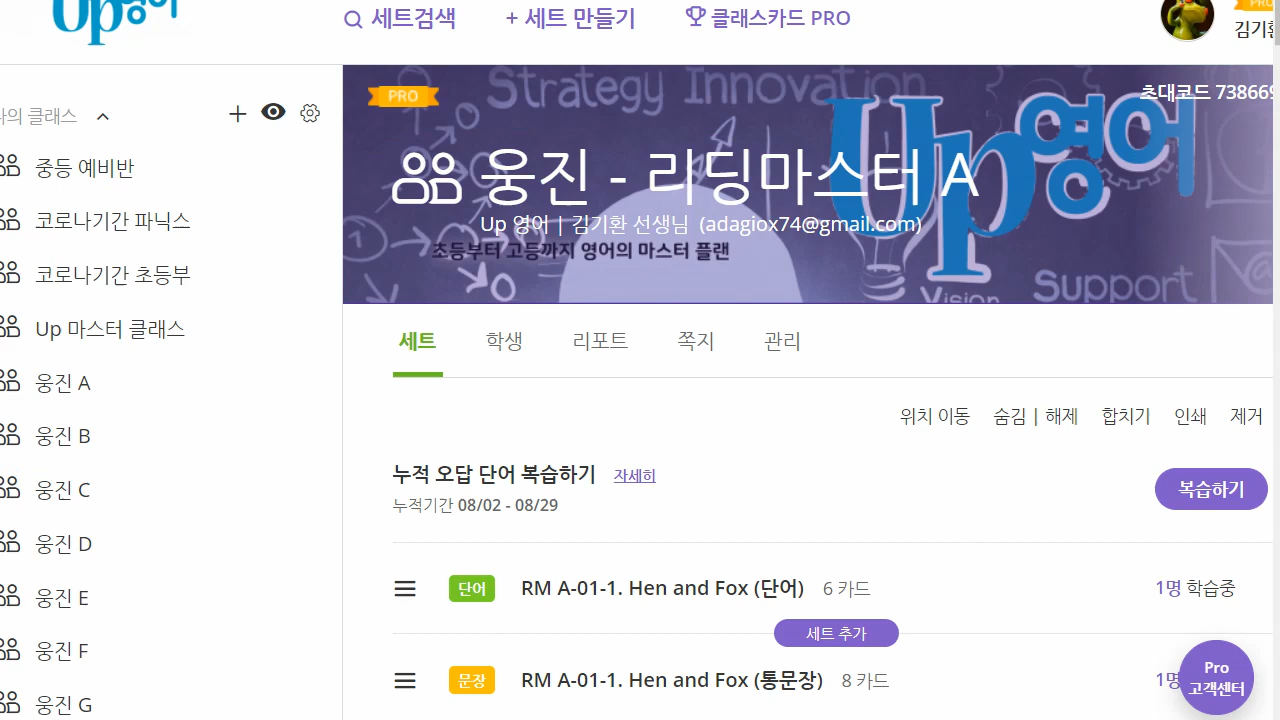 Up영어
세트검색
+ 세트 만들기
클래스카드 PRO
PRO
나의 클래스
중등 예비반
코로나기간 파닉스
코로나기간 초등부
Up 마스터 클래스
웅진 A
웅진 B
웅진 C
웅진 D
웅진 E
웅진 F
웅진 G
PRO
Strategy Innovation
초대코드 738669
Up영어
웅진 - 리딩마스터 A
Up 영어 | 김기환 선생님 (adagiox74@gmail.com)
초등부터 고등까지 영어의 마스터 플랜
Vision
Support
세트
학생
리포트
쪽지
관리
위치 이동
숨김 | 해제
합치기
인쇄
제거
누적 오답 단어 복습하기
자세히
누적기간 08/02 - 08/29
복습하기
단어
RM A-01-1. Hen and Fox (단어)
6 카드
1명 학습중
세트 추가
문장
RM A-01-1. Hen and Fox (통문장)
8 카드
1명
Pro
고객센터